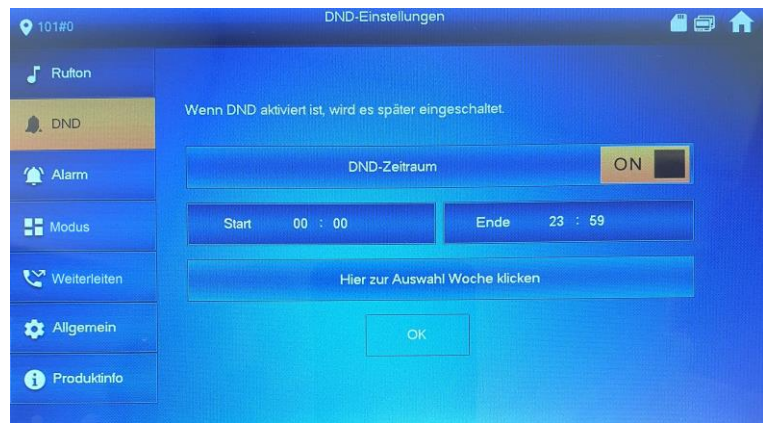 101#0
DND-Einstellungen
Rufton
DND
Alarm
Modus
Weiterleiten
Allgemein
Produktinfo
Wenn DND aktiviert ist, wird es später eingeschaltet.
DND-Zeitraum ON
Start 00 : 00 Ende 23 : 59
Hier zur Auswahl Woche klicken
OK